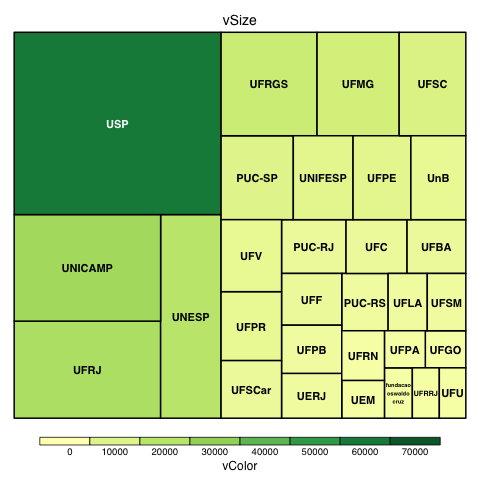 vSize
USP
UFRGS
UFMG
UFSC
PUC-SP
UNIFESP
UFPE
UnB
UNICAMP
UNESP
UFRJ
UFV
PUC-RJ
UFC
UFBA
UFPR
UFF
PUC-RS
UFLA
UFSM
UFSCar
UFPB
UFRN
UFPA
UFGO
UERJ
UEM
fundacao
oswaldo
cruz
UFRRJ
UFU
0 10000 20000 30000 40000 50000 60000 70000
vColor